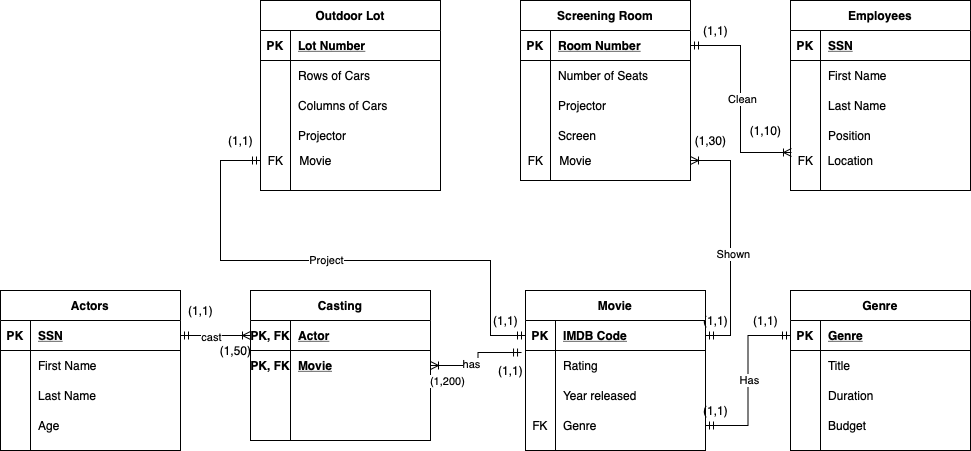 Outdoor Lot
PK Lot Number
Rows of Cars
Columns of Cars
Projector
FK Movie
(1,1)
Screening Room
PK Room Number
Number of Seats
Projector
Screen
FK Movie
(1,1)
(1,30)
Clean
(1,10)
Employees
PK SSN
First Name
Last Name
Position
FK Location
Project
Shown
Actors
PK SSN
First Name
Last Name
Age
(1,1)
cast
(1,50)
Casting
PK, FK Actor
PK, FK Movie
has
(1,200)
(1,1)
(1,1)
Movie
PK IMDB Code
Rating
Year released
FK Genre
(1,1)
(1,1)
Has
(1,1)
Genre
PK Genre
Title
Duration
Budget